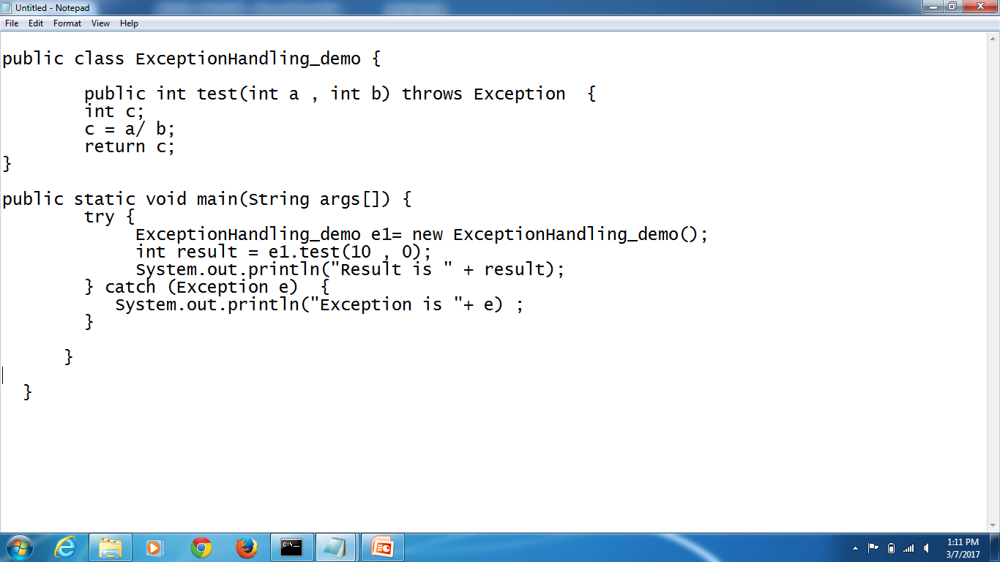 Untitled - Notepad
File Edit Format View Help
public class ExceptionHandling_demo {
public int test(int a , int b) throws Exception {
int c;
c = a/ b;
return c;
}
public static void main(String args[]) {
try {
ExceptionHandling_demo e1= new ExceptionHandling_demo();
int result = e1.test(10 , 0);
System.out.println("Result is " + result);
} catch (Exception e) {
System.out.println("Exception is "+ e) ;
}
}
}
C:\
1:11 PM
3/7/2017